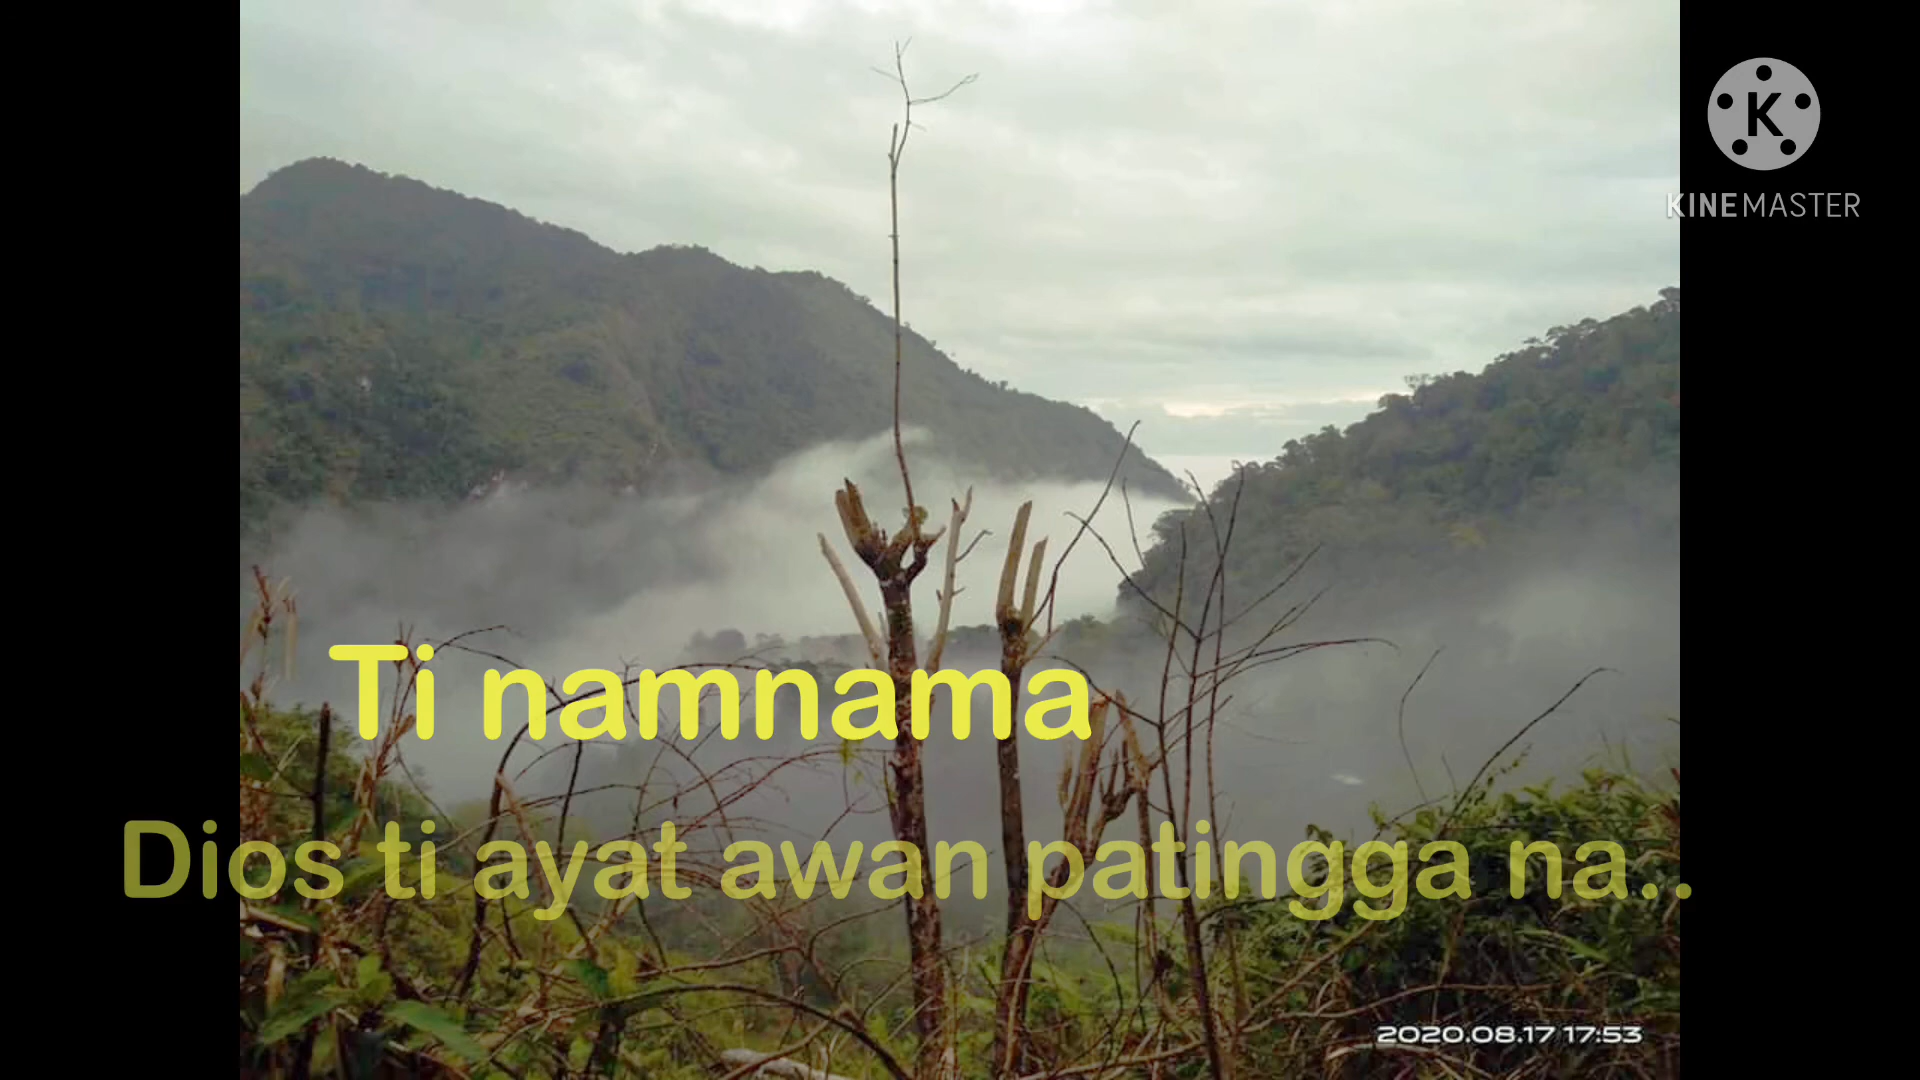 K
KINEMASTER
Ti namnama
Dios ti ayat awan patingga na..
2020.08.17 17:53